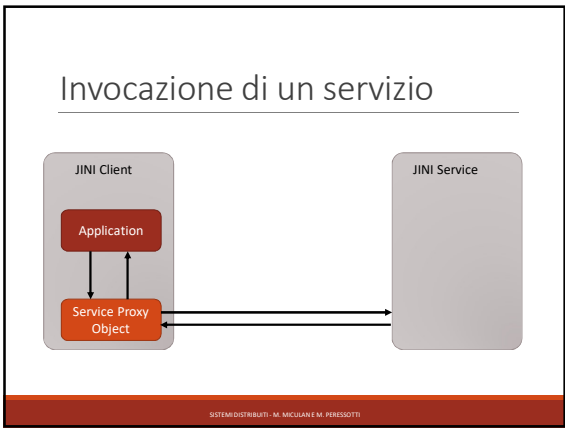 Invocazione di un servizio
JINI Client
JINI Service
Application
Service Proxy
Object
SISTEMI DISTRIBUITI - M. MICULAN E M. PERESSOTTI